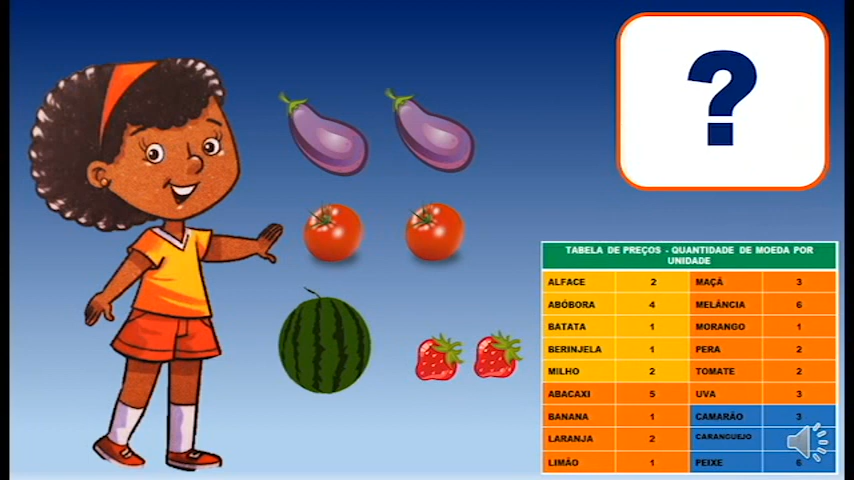 ?
TABELA DE PREÇOS - QUANTIDADE DE MOEDA POR
UNIDADE
ALFACE 2 MAÇÃ 3
ABÓBORA 4 MELÂNCIA 6
BATATA 1 MORANGO 1
BERINJELA 1 PERA 2
MILHO 2 TOMATE 2
ABACAXI 5 UVA 3
BANANA 1 CAMARÃO 3
LARANJA 2 CARANGUEJO
LIMÃO 1 PEIXE 6